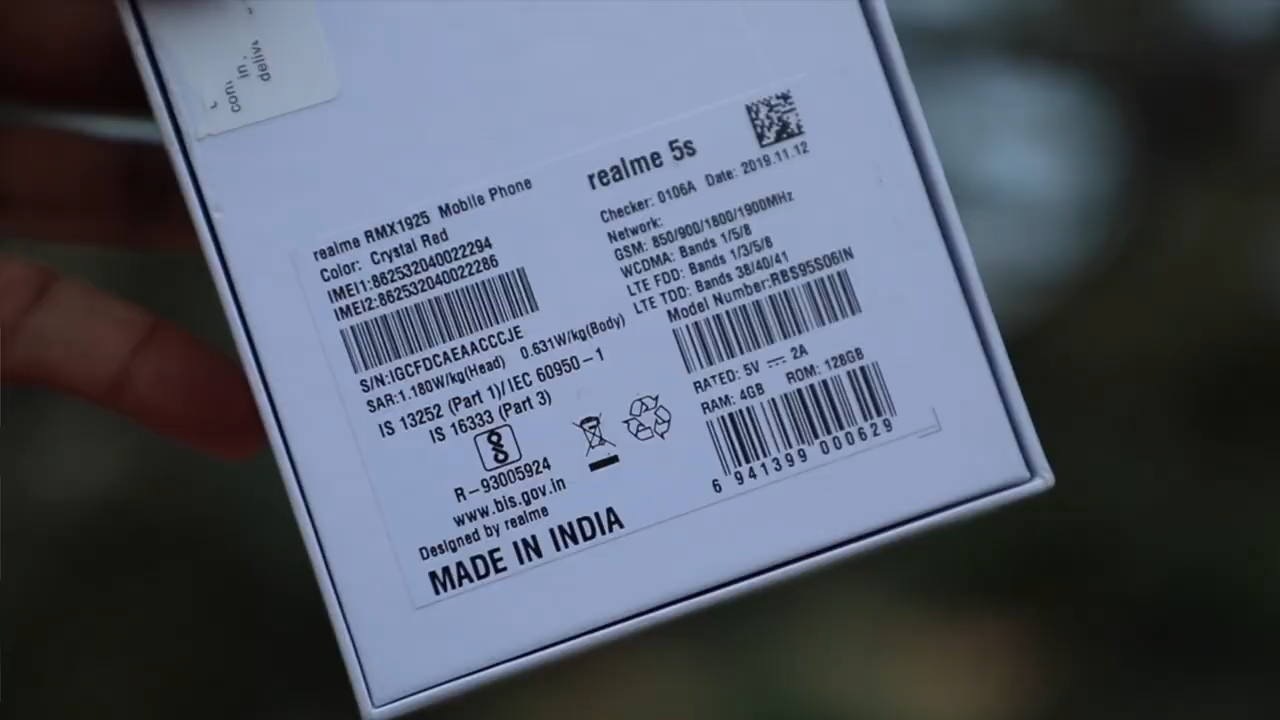 in
realme RMX1925 Mobile Phone
Color: Crystal Red
IMEI1:862532040022294
IMEI2:862532040022286
S/N:IGCFDCAEAACCCJE
SAR:1.180W/kg(Head) 0.631W/kg(Body)
IS 13252 (Part 1)/IEC 60950-1
IS 16333 (Part 3)
R-93005924
www.bis.gov.in
Designed by realme
MADE IN INDIA
realme 5s
Checker: 0106A Date: 2019.11.12
Network:
GSM: 850/900/1800/1900MHz
WCDMA: Bands 1/5/8
LTE FDD: Bands 1/3/5/8
LTE TDD: Bands 38/40/41
Model Number:RBS95S06IN
RATED: 5V 2A
RAM: 4GB ROM: 128GB
6 941399 000629